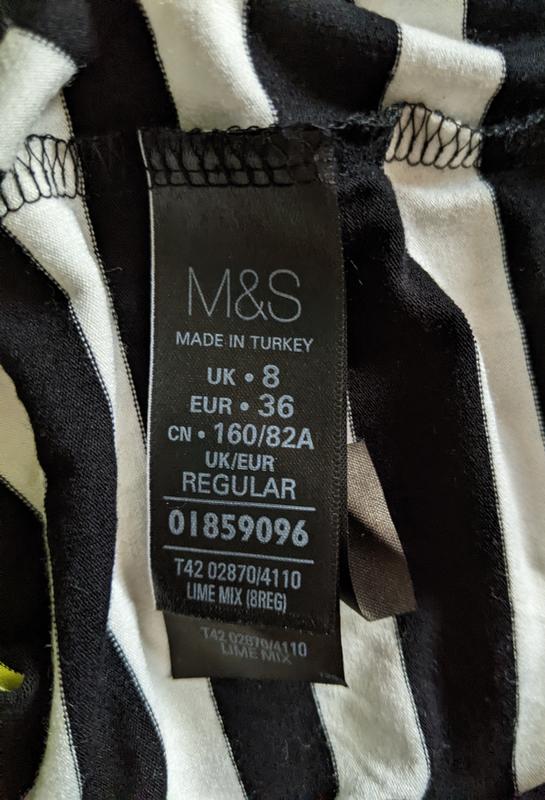 M&S
MADE IN TURKEY
UK • 8
EUR • 36
CN • 160/82A
UK/EUR
REGULAR
01859096
T42 02870/4110
LIME MIX (8REG)
T42 02870/4110
LIME MIX